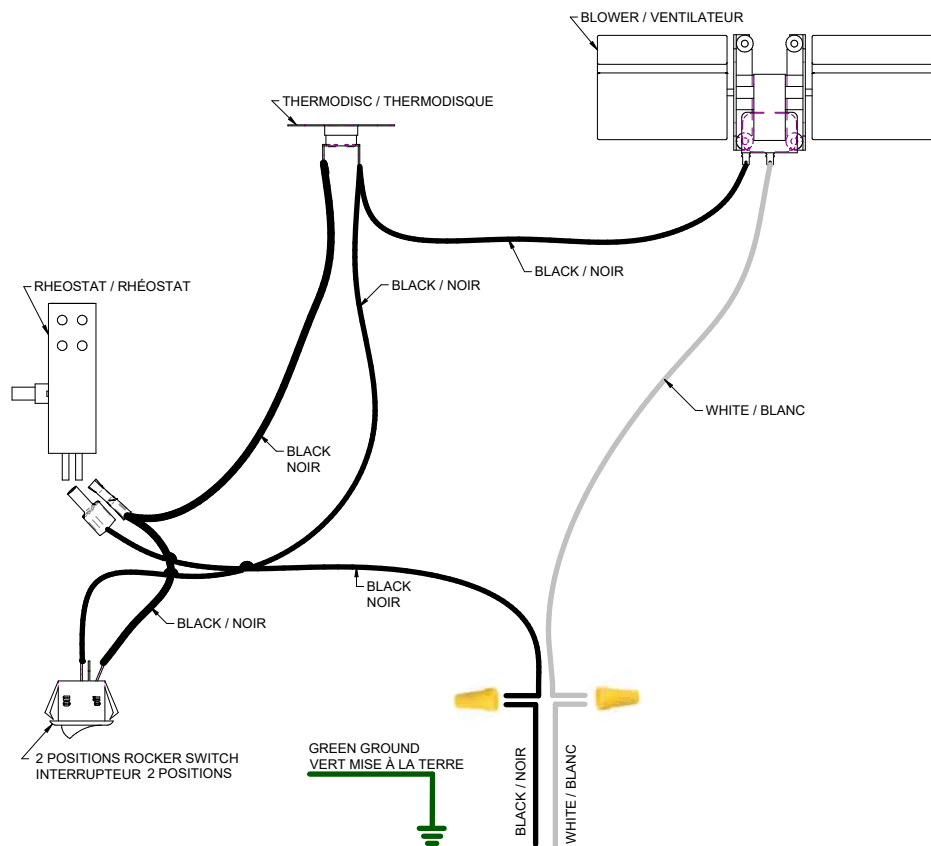 BLOWER / VENTILATEUR
THERMODISC / THERMODISQUE
BLACK / NOIR
BLACK / NOIR
RHEOSTAT / RHÉOSTAT
WHITE / BLANC
BLACK
NOIR
BLACK
NOIR
BLACK / NOIR
2 POSITIONS ROCKER SWITCH
INTERRUPTEUR 2 POSITIONS
GREEN GROUND
VERT MISE À LA TERRE
BLACK / NOIR
WHITE / BLANC